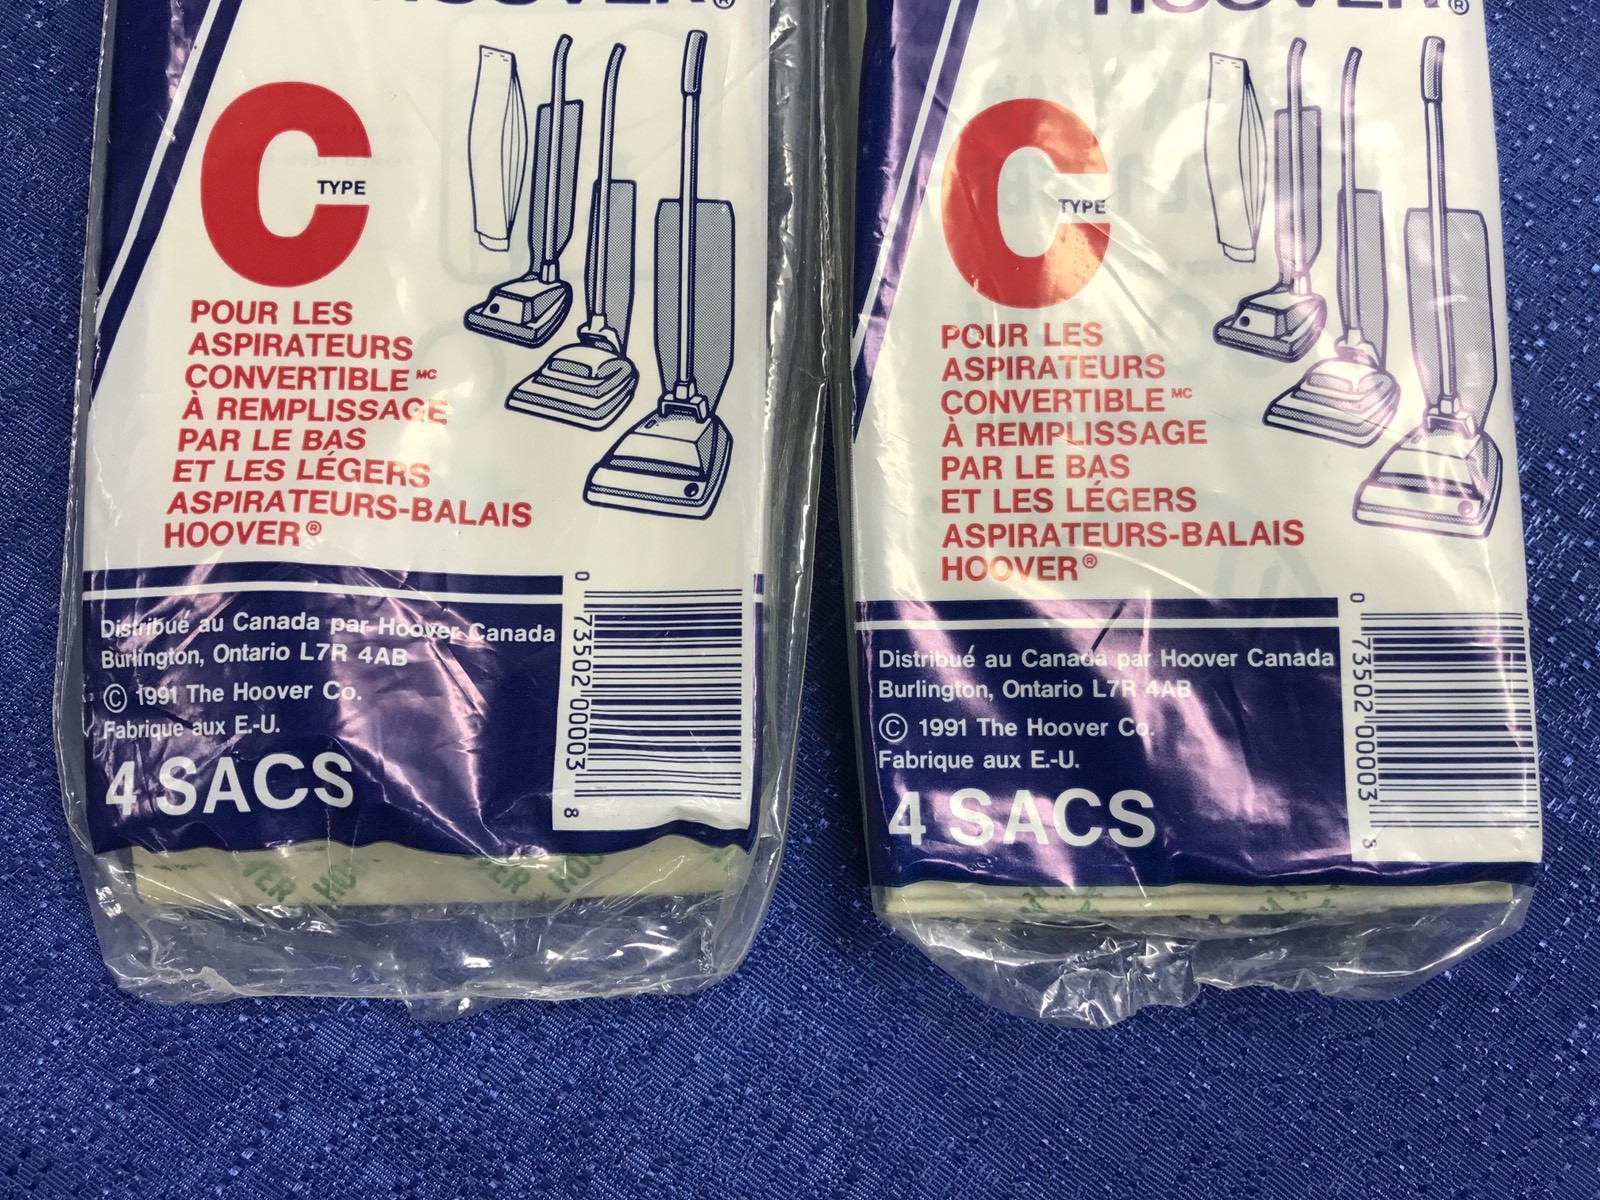 HOOVER®
C
TYPE
POUR LES
ASPIRATEURS
CONVERTIBLE MC
À REMPLISSAGE
PAR LE BAS
ET LES LÉGERS
ASPIRATEURS-BALAIS
HOOVER®
Distribué au Canada par Hoover Canada
Burlington, Ontario L7R 4AB
© 1991 The Hoover Co.
Fabrique aux E.-U.
4 SACS
0 73502 00003 8
VER HOOVER
HOOVER®
C
TYPE
POUR LES
ASPIRATEURS
CONVERTIBLE MC
À REMPLISSAGE
PAR LE BAS
ET LES LÉGERS
ASPIRATEURS-BALAIS
HOOVER®
Distribué au Canada par Hoover Canada
Burlington, Ontario L7R 4AB
© 1991 The Hoover Co.
Fabrique aux E.-U.
4 SACS
0 73502 00003 8